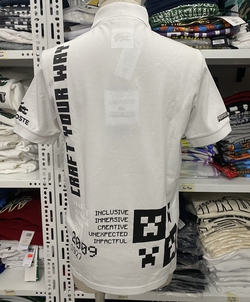 CRAFT YOUR WAY
INCLUSIVE
IMMERSIVE
CREATIVE
UNEXPECTED
IMPACTFUL
2009